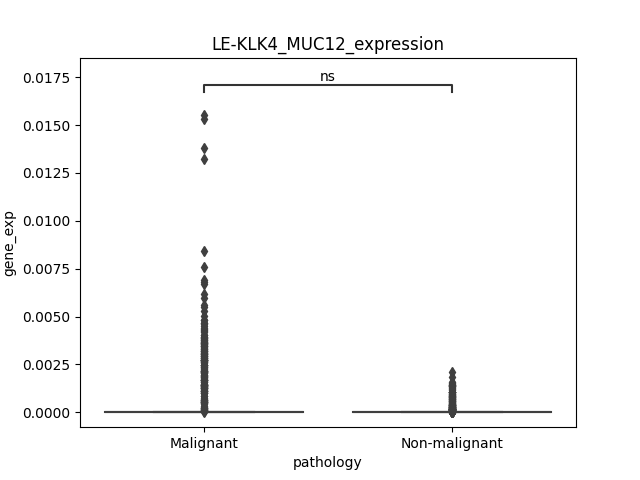 LE-KLK4_MUC12_expression
ns
0.0175
0.0150
0.0125
0.0100
0.0075
0.0050
0.0025
0.0000
gene_exp
Malignant
Non-malignant
pathology